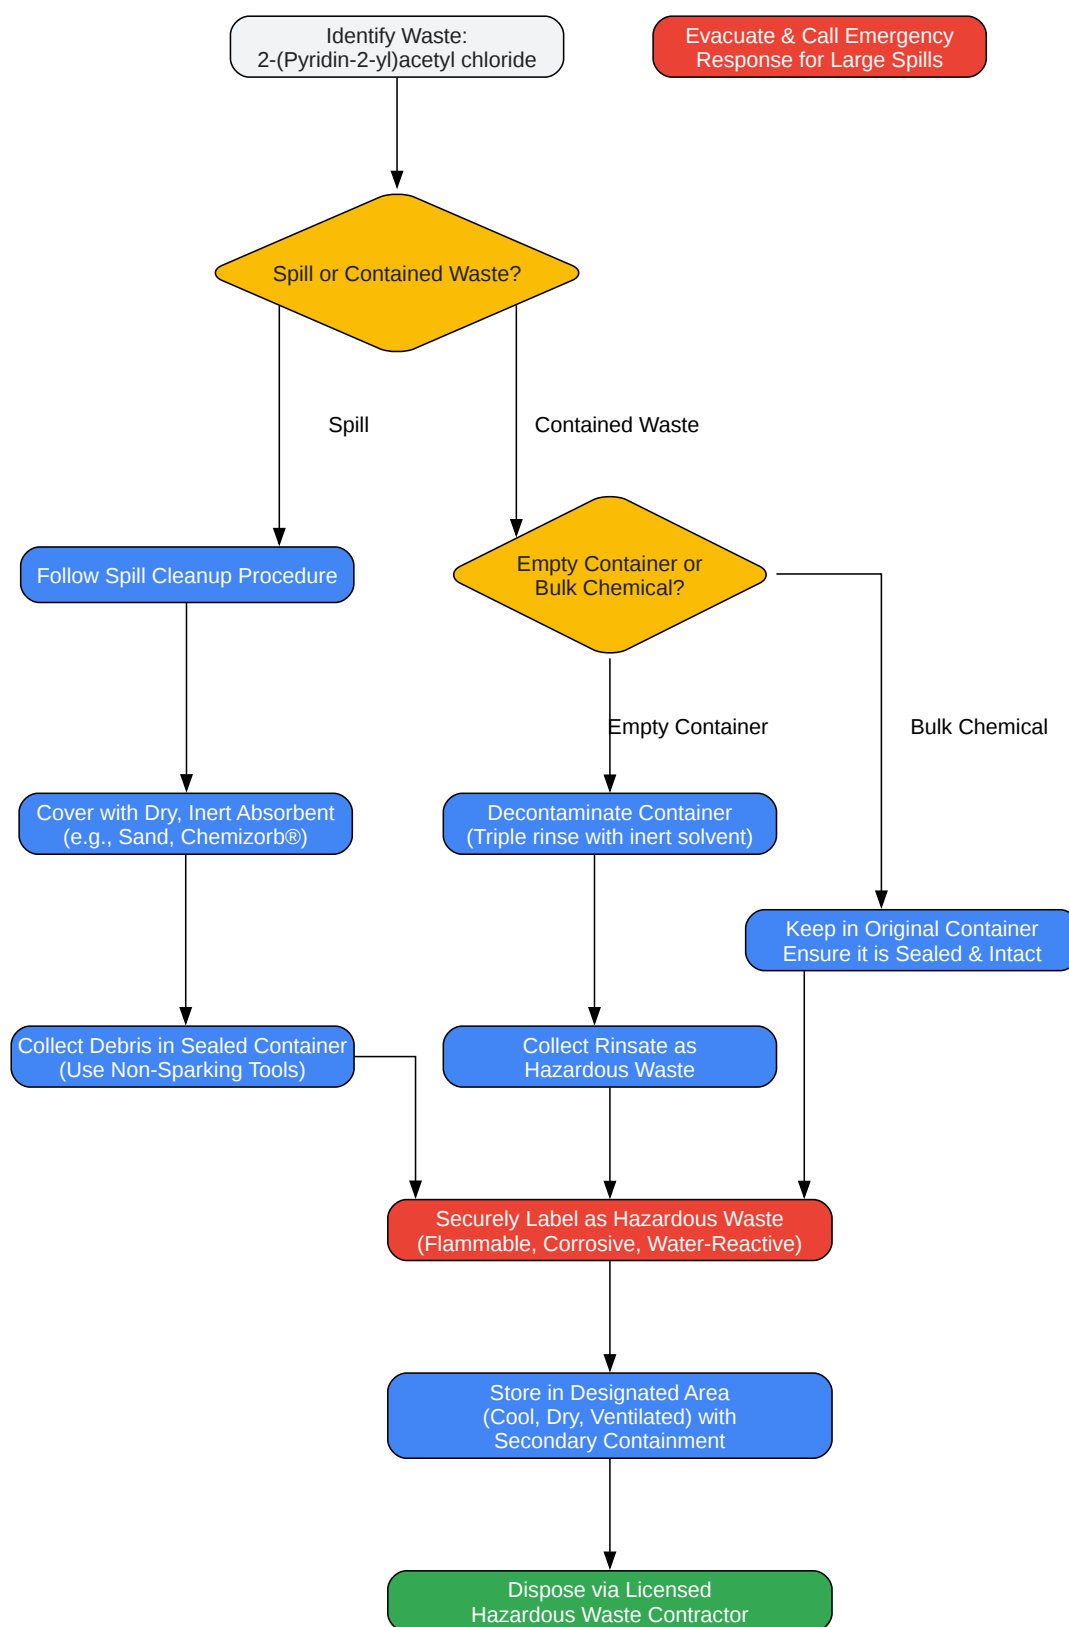 Identify Waste:
2-(Pyridin-2-yl)acetyl chloride
Evacuate & Call Emergency
Response for Large Spills
Spill or Contained Waste?
Spill
Contained Waste
Follow Spill Cleanup Procedure
Empty Container or
Bulk Chemical?
Empty Container
Bulk Chemical
Cover with Dry, Inert Absorbent
(e.g., Sand, Chemizorb®)
Decontaminate Container
(Triple rinse with inert solvent)
Keep in Original Container
Ensure it is Sealed & Intact
Collect Debris in Sealed Container
(Use Non-Sparking Tools)
Collect Rinsate as
Hazardous Waste
Securely Label as Hazardous Waste
(Flammable, Corrosive, Water-Reactive)
Store in Designated Area
(Cool, Dry, Ventilated) with
Secondary Containment
Dispose via Licensed
Hazardous Waste Contractor